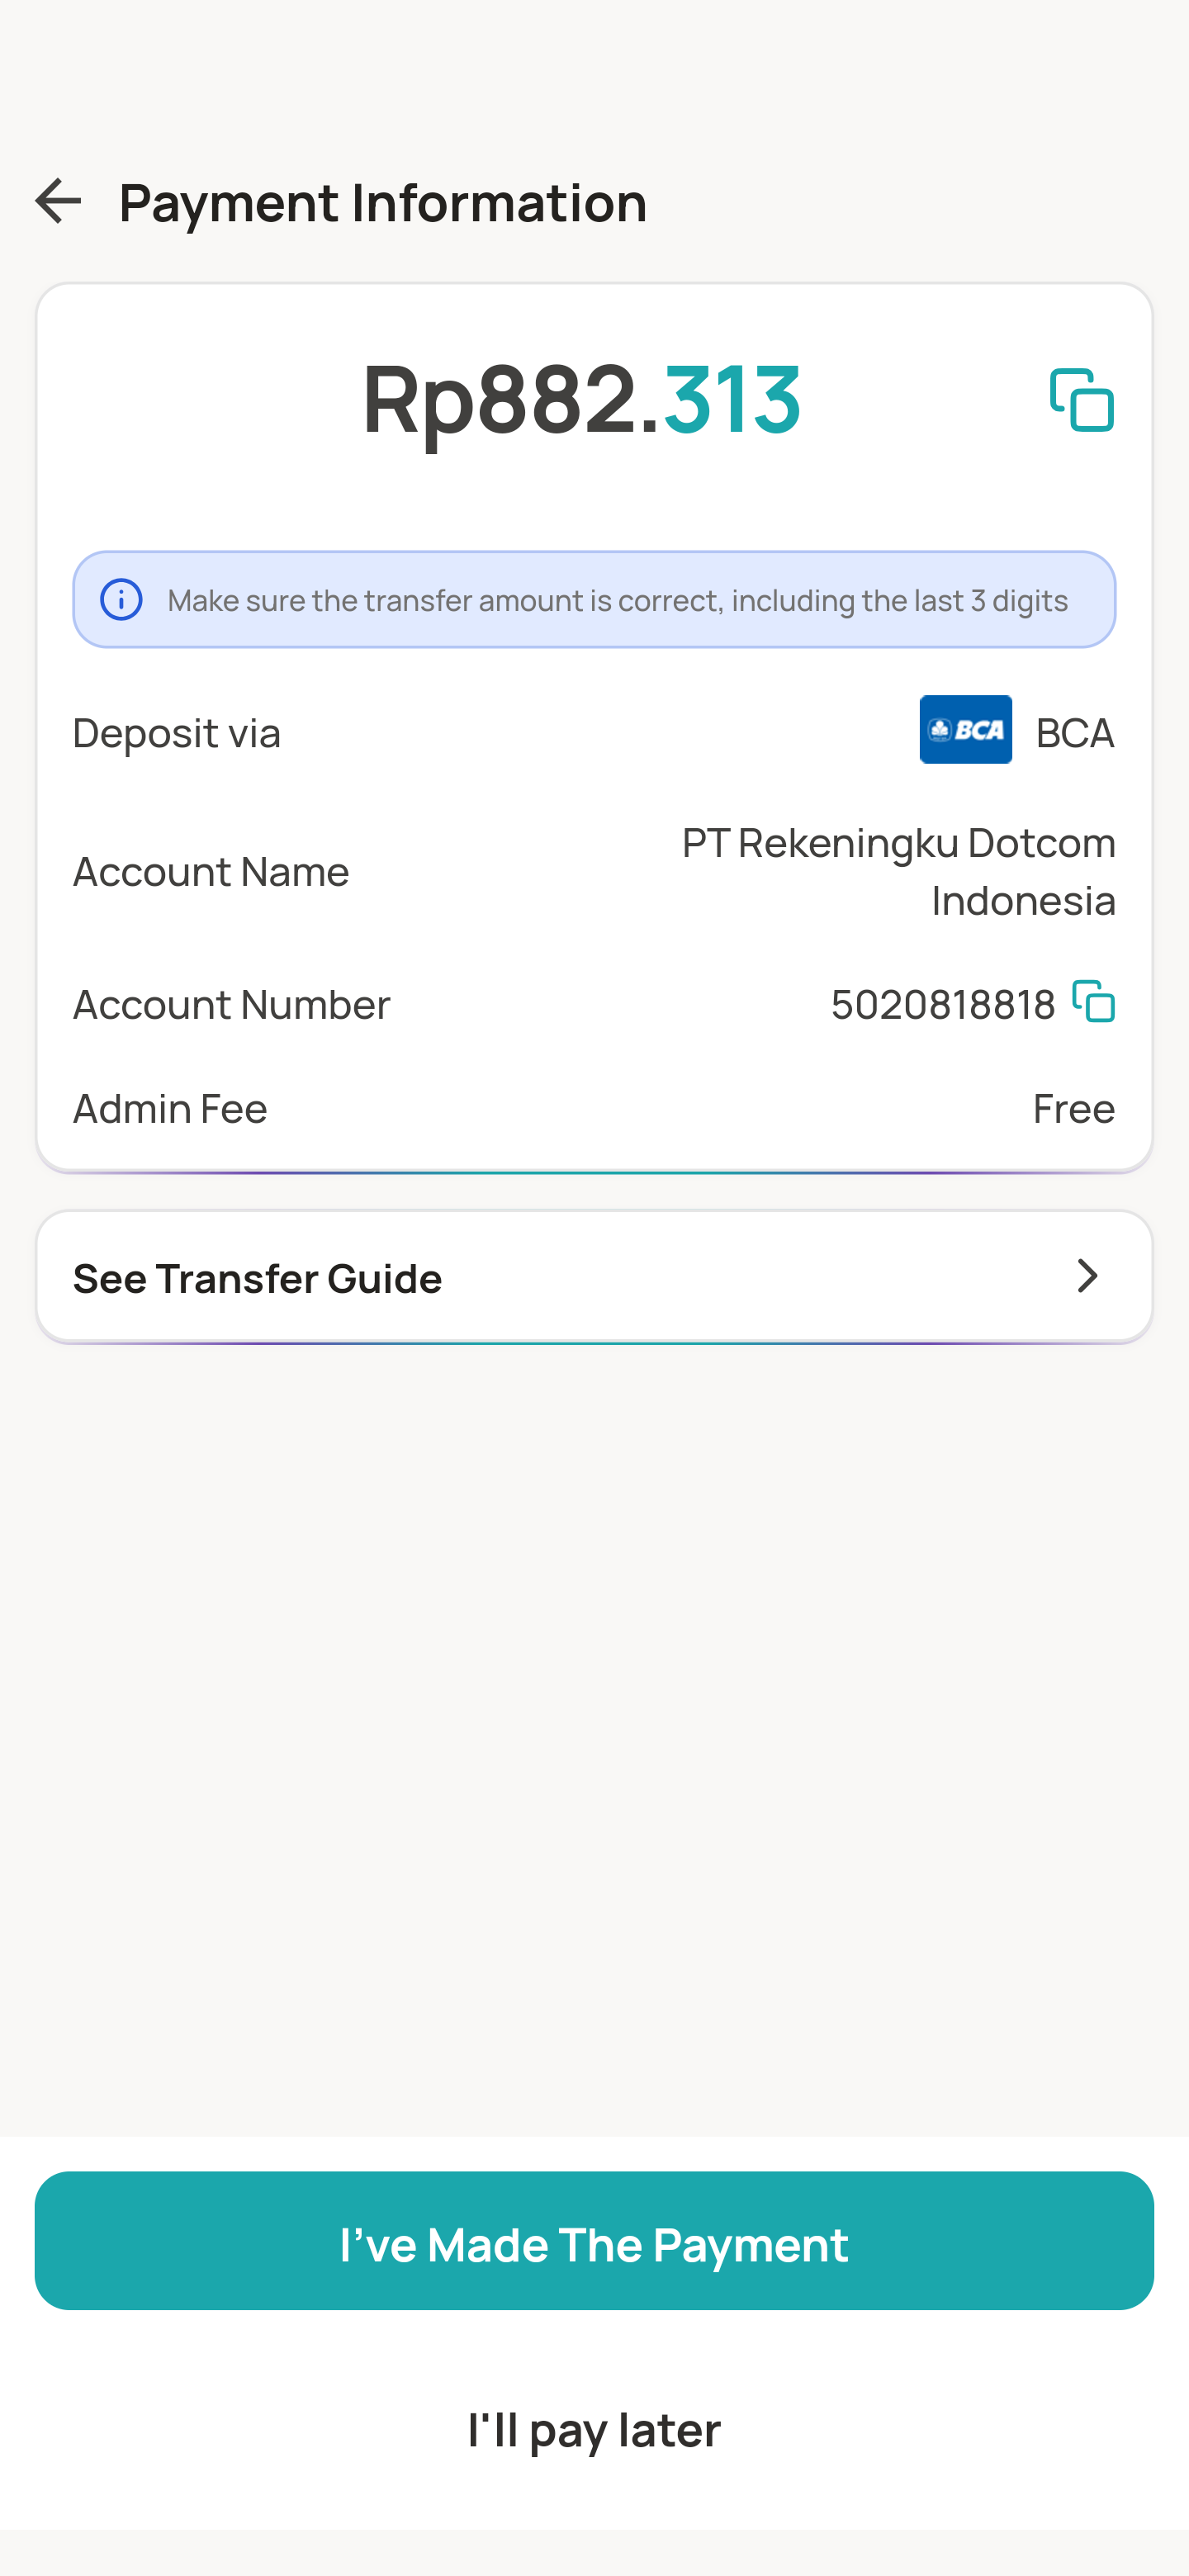 Payment Information
Rp882.313
Make sure the transfer amount is correct, including the last 3 digits
Deposit via
BCA BCA
Account Name
PT Rekeningku Dotcom
Indonesia
Account Number
5020818818
Admin Fee
Free
See Transfer Guide
I’ve Made The Payment
I'll pay later